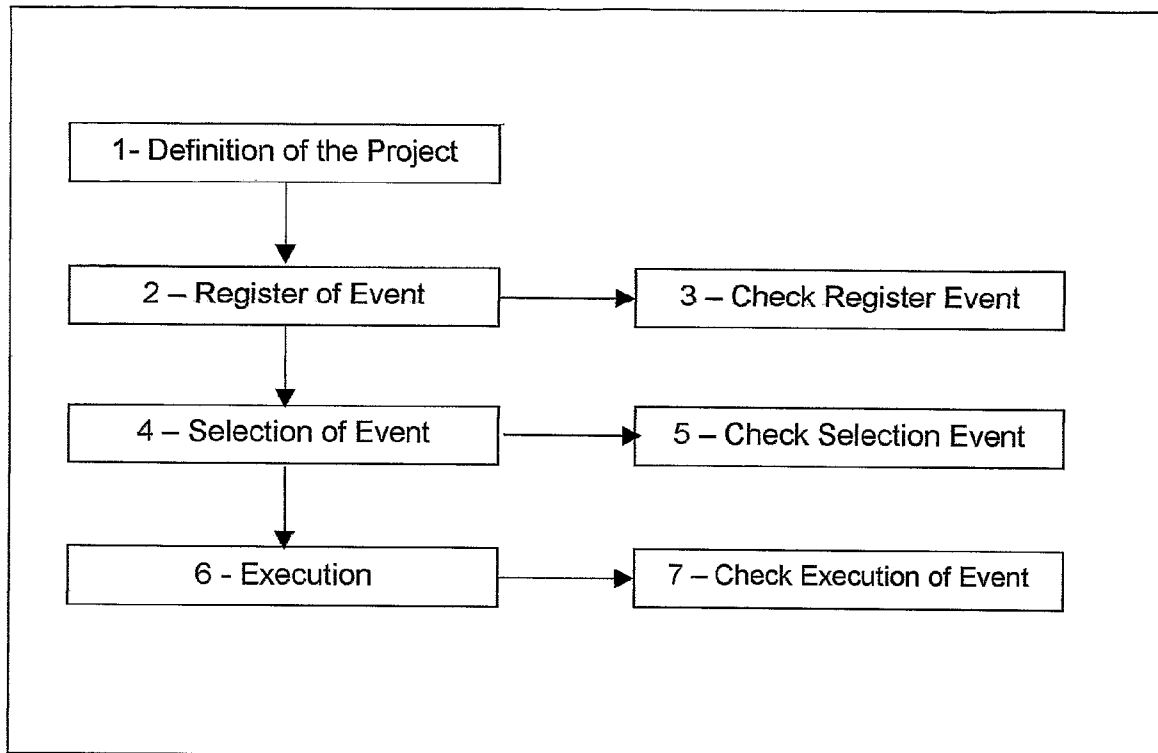 1- Definition of the Project
2 – Register of Event
3 – Check Register Event
4 – Selection of Event
5 – Check Selection Event
6 - Execution
7 – Check Execution of Event